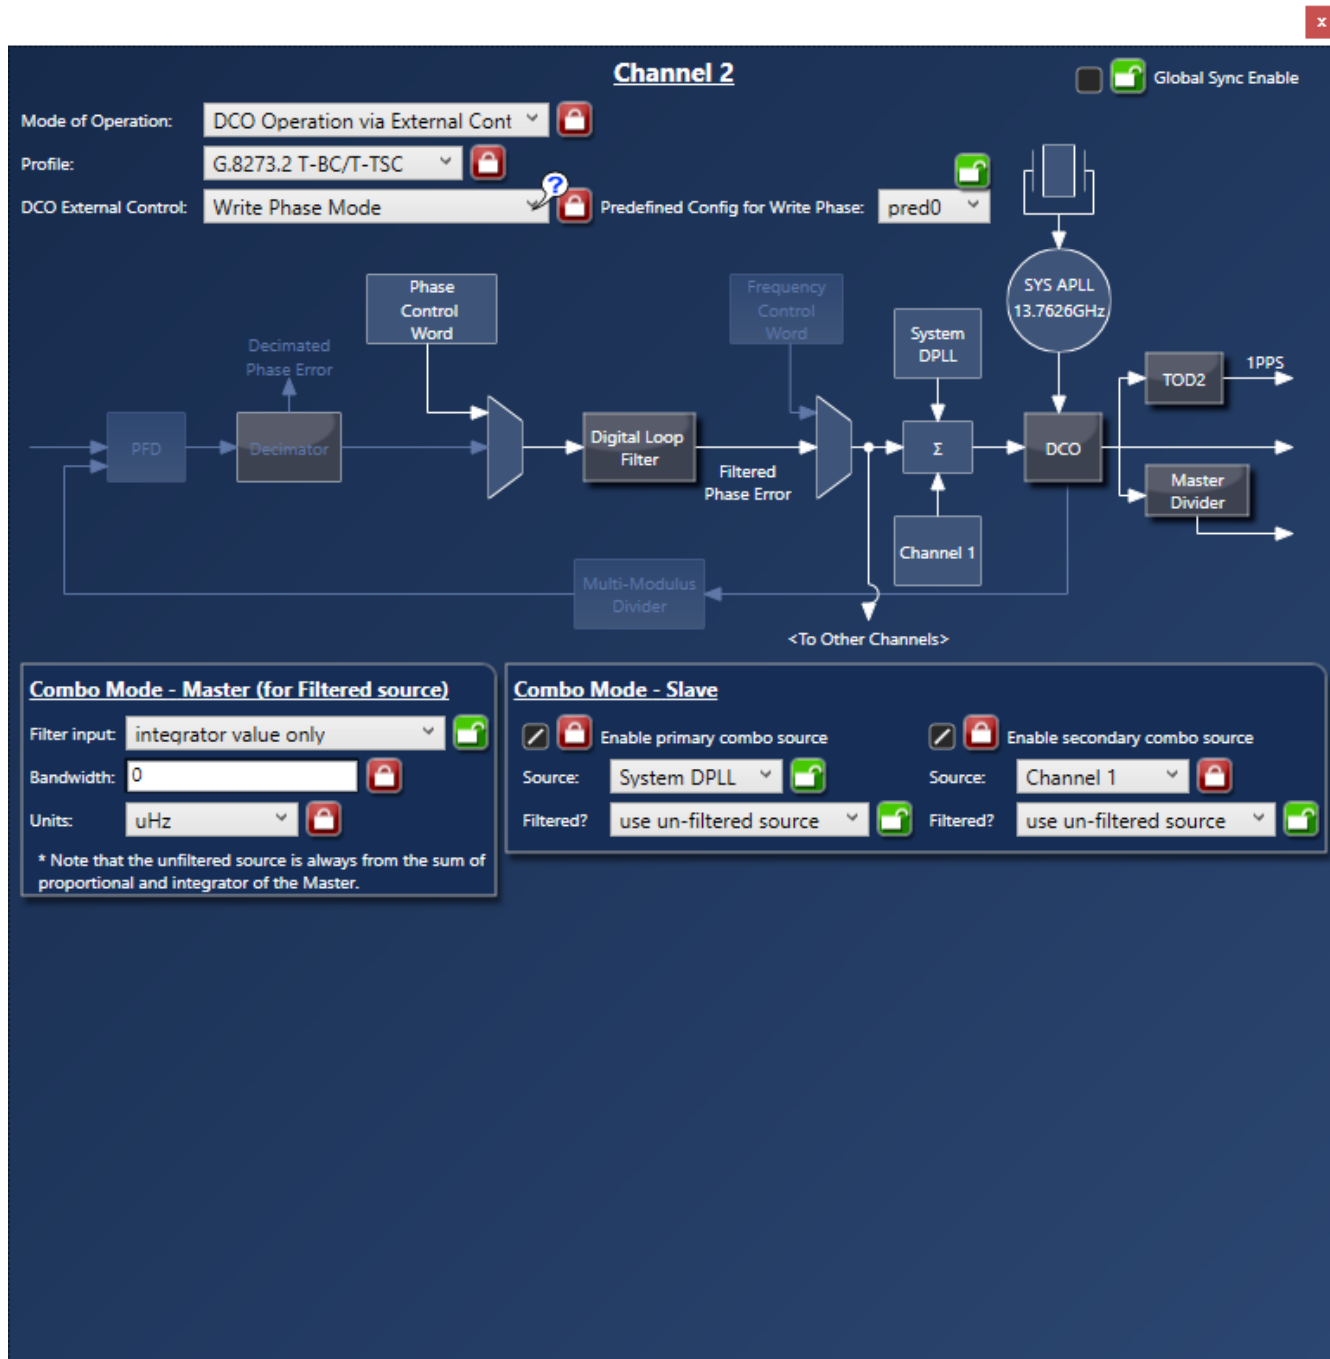 x
Channel 2
Global Sync Enable
Mode of Operation: DCO Operation via External Cont
Profile: G.8273.2 T-BC/T-TSC
DCO External Control: Write Phase Mode ? Predefined Config for Write Phase: pred0
Phase
Control
Word
Frequency
Control
Word
SYS APLL
13.7626GHz
System
DPLL
Decimated
Phase Error
TOD2
1PPS
PFD
Decimator
Digital Loop
Filter
Filtered
Phase Error
Σ
DCO
Master
Divider
Channel 1
Multi-Modulus
Divider
<To Other Channels>
Combo Mode - Master (for Filtered source)
Filter input: integrator value only
Bandwidth: 0
Units: uHz
* Note that the unfiltered source is always from the sum of
proportional and integrator of the Master.
Combo Mode - Slave
Enable primary combo source
Source: System DPLL
Filtered? use un-filtered source
Enable secondary combo source
Source: Channel 1
Filtered? use un-filtered source